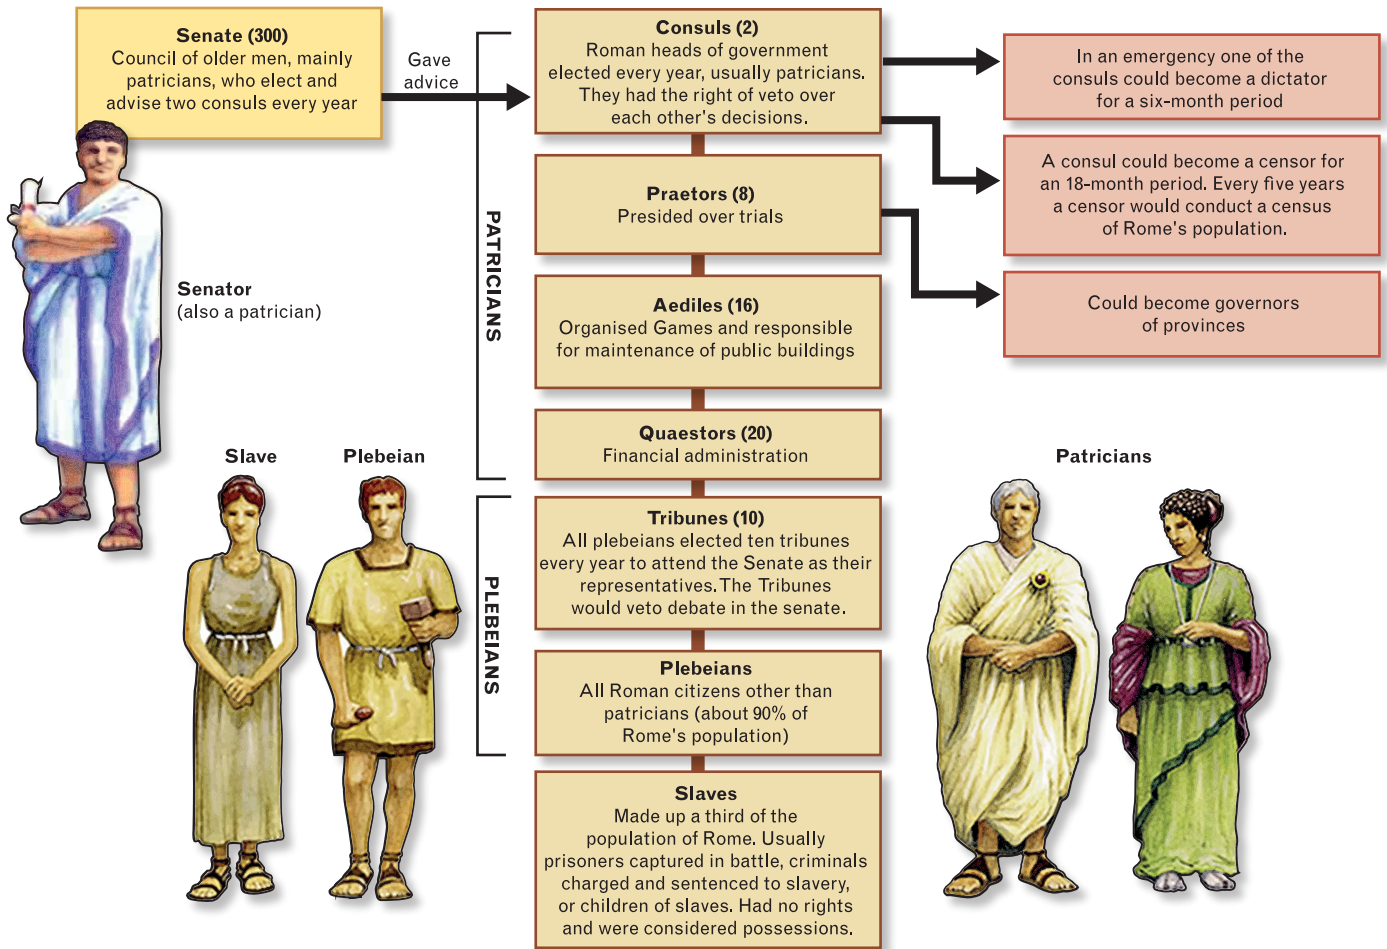 Senate (300)
Council of older men, mainly
patricians, who elect and
advise two consuls every year
Gave
advice
Consuls (2)
Roman heads of government
elected every year, usually patricians.
They had the right of veto over
each other's decisions.
In an emergency one of the
consuls could become a dictator
for a six-month period
A consul could become a censor for
an 18-month period. Every five years
a censor would conduct a census
of Rome's population.
Praetors (8)
Presided over trials
Could become governors
of provinces
PATRICIANS
Senator
(also a patrician)
Aediles (16)
Organised Games and responsible
for maintenance of public buildings
Quaestors (20)
Financial administration
Slave
Plebeian
Patricians
PLEBEIANS
Tribunes (10)
All plebeians elected ten tribunes
every year to attend the Senate as their
representatives. The Tribunes
would veto debate in the senate.
Plebeians
All Roman citizens other than
patricians (about 90% of
Rome's population)
Slaves
Made up a third of the
population of Rome. Usually
prisoners captured in battle, criminals
charged and sentenced to slavery,
or children of slaves. Had no rights
and were considered possessions.